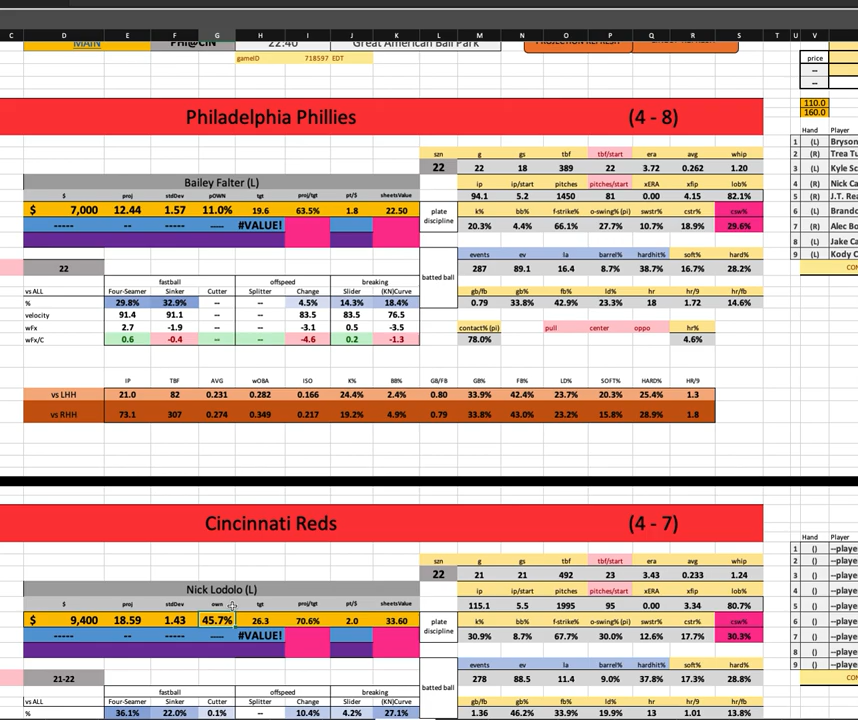 C D E F G H I J K L M N O P Q R S T U V
MAIN PHI@CIN 22:40 Great American Ball Park PROJECTION REFRESH
gameID 718597 EDT
price
--
--
110.0
160.0
Philadelphia Phillies (4 - 8)
Hand Player
szn g gs tbf tbf/start era avg whip
1 (L) Bryson
22 22 18 389 22 3.72 0.262 1.20
2 (R) Trea Tu
3 (L) Kyle Sc
Bailey Falter (L)
ip ip/start pitches pitches/start xERA xfip lob%
4 (R) Nick Ca
$ proj stdDev pOWN tgt proj/tgt pt/$ sheetsValue
94.1 5.2 1450 81 0.00 4.15 82.1%
5 (R) J.T. Rea
$ 7,000 12.44 1.57 11.0% 19.6 63.5% 1.8 22.50
plate discipline
k% bb% f-strike% o-swing% (pi) swstr% cstr% csw%
6 (L) Brando
----- -- ----- ----- #VALUE!
20.3% 4.4% 66.1% 27.7% 10.7% 18.9% 29.6%
7 (R) Alec Bo
8 (L) Jake Ca
events ev la barrel% hardhit% soft% hard%
9 (L) Kody C
22
287 89.1 16.4 8.7% 38.7% 16.7% 28.2%
CON
batted ball
fastball offspeed breaking
vs ALL Four-Seamer Sinker Cutter Splitter Change Slider (KN)Curve
gb/fb gb% fb% ld% hr hr/9 hr/fb
% 29.8% 32.9% -- -- 4.5% 14.3% 18.4%
0.79 33.8% 42.9% 23.3% 18 1.72 14.6%
velocity 91.4 91.1 -- -- 83.5 83.5 76.5
wFx 2.7 -1.9 -- -- -3.1 0.5 -3.5
contact% (pi) pull center oppo hr%
wFx/C 0.6 -0.4 -- -- -4.6 0.2 -1.3
78.0% 4.6%
IP TBF AVG wOBA ISO K% BB% GB/FB GB% FB% LD% SOFT% HARD% HR/9
vs LHH 21.0 82 0.231 0.282 0.166 24.4% 2.4% 0.80 33.9% 42.4% 23.7% 20.3% 25.4% 1.3
vs RHH 73.1 307 0.274 0.349 0.217 19.2% 4.9% 0.79 33.8% 43.0% 23.2% 15.8% 28.9% 1.8
Cincinnati Reds (4 - 7)
Hand Player
1 () --playe
szn g gs tbf tbf/start era avg whip
2 () --playe
22 21 21 492 23 3.43 0.233 1.24
3 () --playe
Nick Lodolo (L)
ip ip/start pitches pitches/start xERA xfip lob%
4 () --playe
$ proj stdDev own tgt proj/tgt pt/$ sheetsValue
115.1 5.5 1995 95 0.00 3.34 80.7%
5 () --playe
$ 9,400 18.59 1.43 45.7% 26.3 70.6% 2.0 33.60
plate discipline
k% bb% f-strike% o-swing% (pi) swstr% cstr% csw%
6 () --playe
----- -- ----- ----- #VALUE!
30.9% 8.7% 67.7% 30.0% 12.6% 17.7% 30.3%
7 () --playe
8 () --playe
events ev la barrel% hardhit% soft% hard%
9 () --playe
21-22
278 88.5 11.4 9.0% 37.8% 17.3% 28.8%
CON
batted ball
fastball offspeed breaking
vs ALL Four-Seamer Sinker Cutter Splitter Change Slider (KN)Curve
gb/fb gb% fb% ld% hr hr/9 hr/fb
% 36.1% 22.0% 0.1% -- 10.4% 4.2% 27.1%
1.36 46.2% 33.9% 19.9% 13 1.01 13.8%